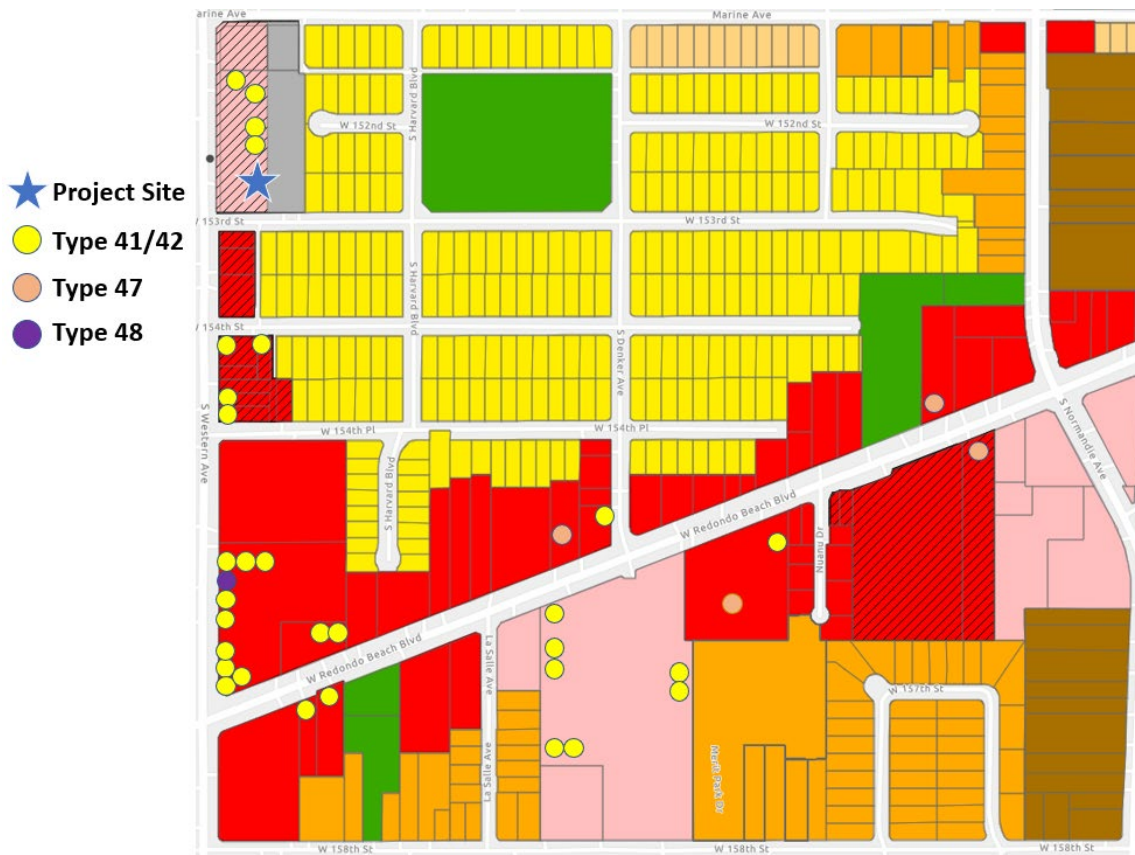 arine Ave
Marine Ave
S Harvard Blvd
W 152nd St
W 152nd St
Project Site
Type 41/42
Type 47
Type 48
/ 153rd St
W 153rd St
S Harvard Blvd
/ 154th St
S Denker Ave
S Western Ave
W 154th Pl
W 154th Pl
S Normandie Ave
S Harvard Blvd
W Redondo Beach Blvd
Nuanu Dr
W Redondo Beach Blvd
La Salle Ave
W 157th St
La Salle Ave
W 158th St
W 158th St
W 158th St